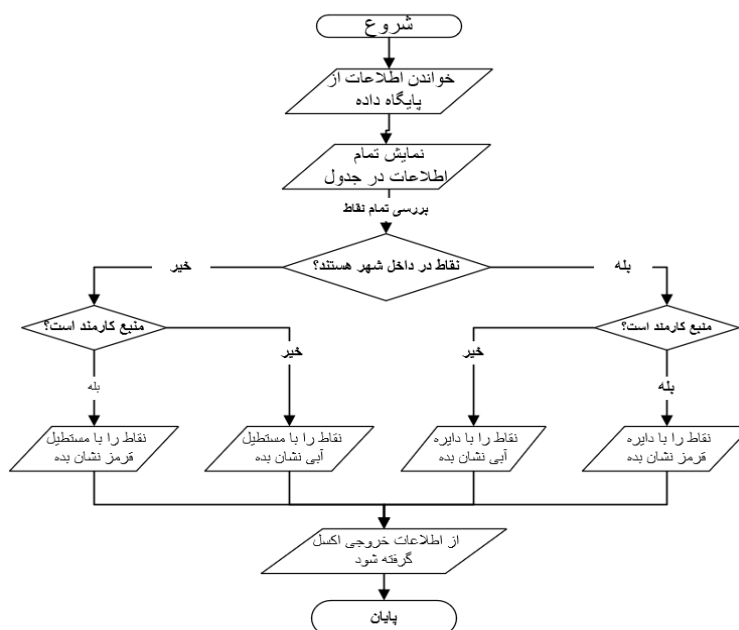 شروع
خواندن اطلاعات از
پایگاه داده
نمایش تمام
اطلاعات در جدول
بررسی تمام نقاط
نقاط در داخل شهر هستند؟
بله
خیر
منبع کارمند است؟
منبع کارمند است؟
خیر
خیر
بله
بله
نقاط را با دایره
قرمز نشان بده
نقاط را با دایره
آبی نشان بده
نقاط را با مستطیل
آبی نشان بده
نقاط را با مستطیل
قرمز نشان بده
از اطلاعات خروجی اکسل
گرفته شود
پایان